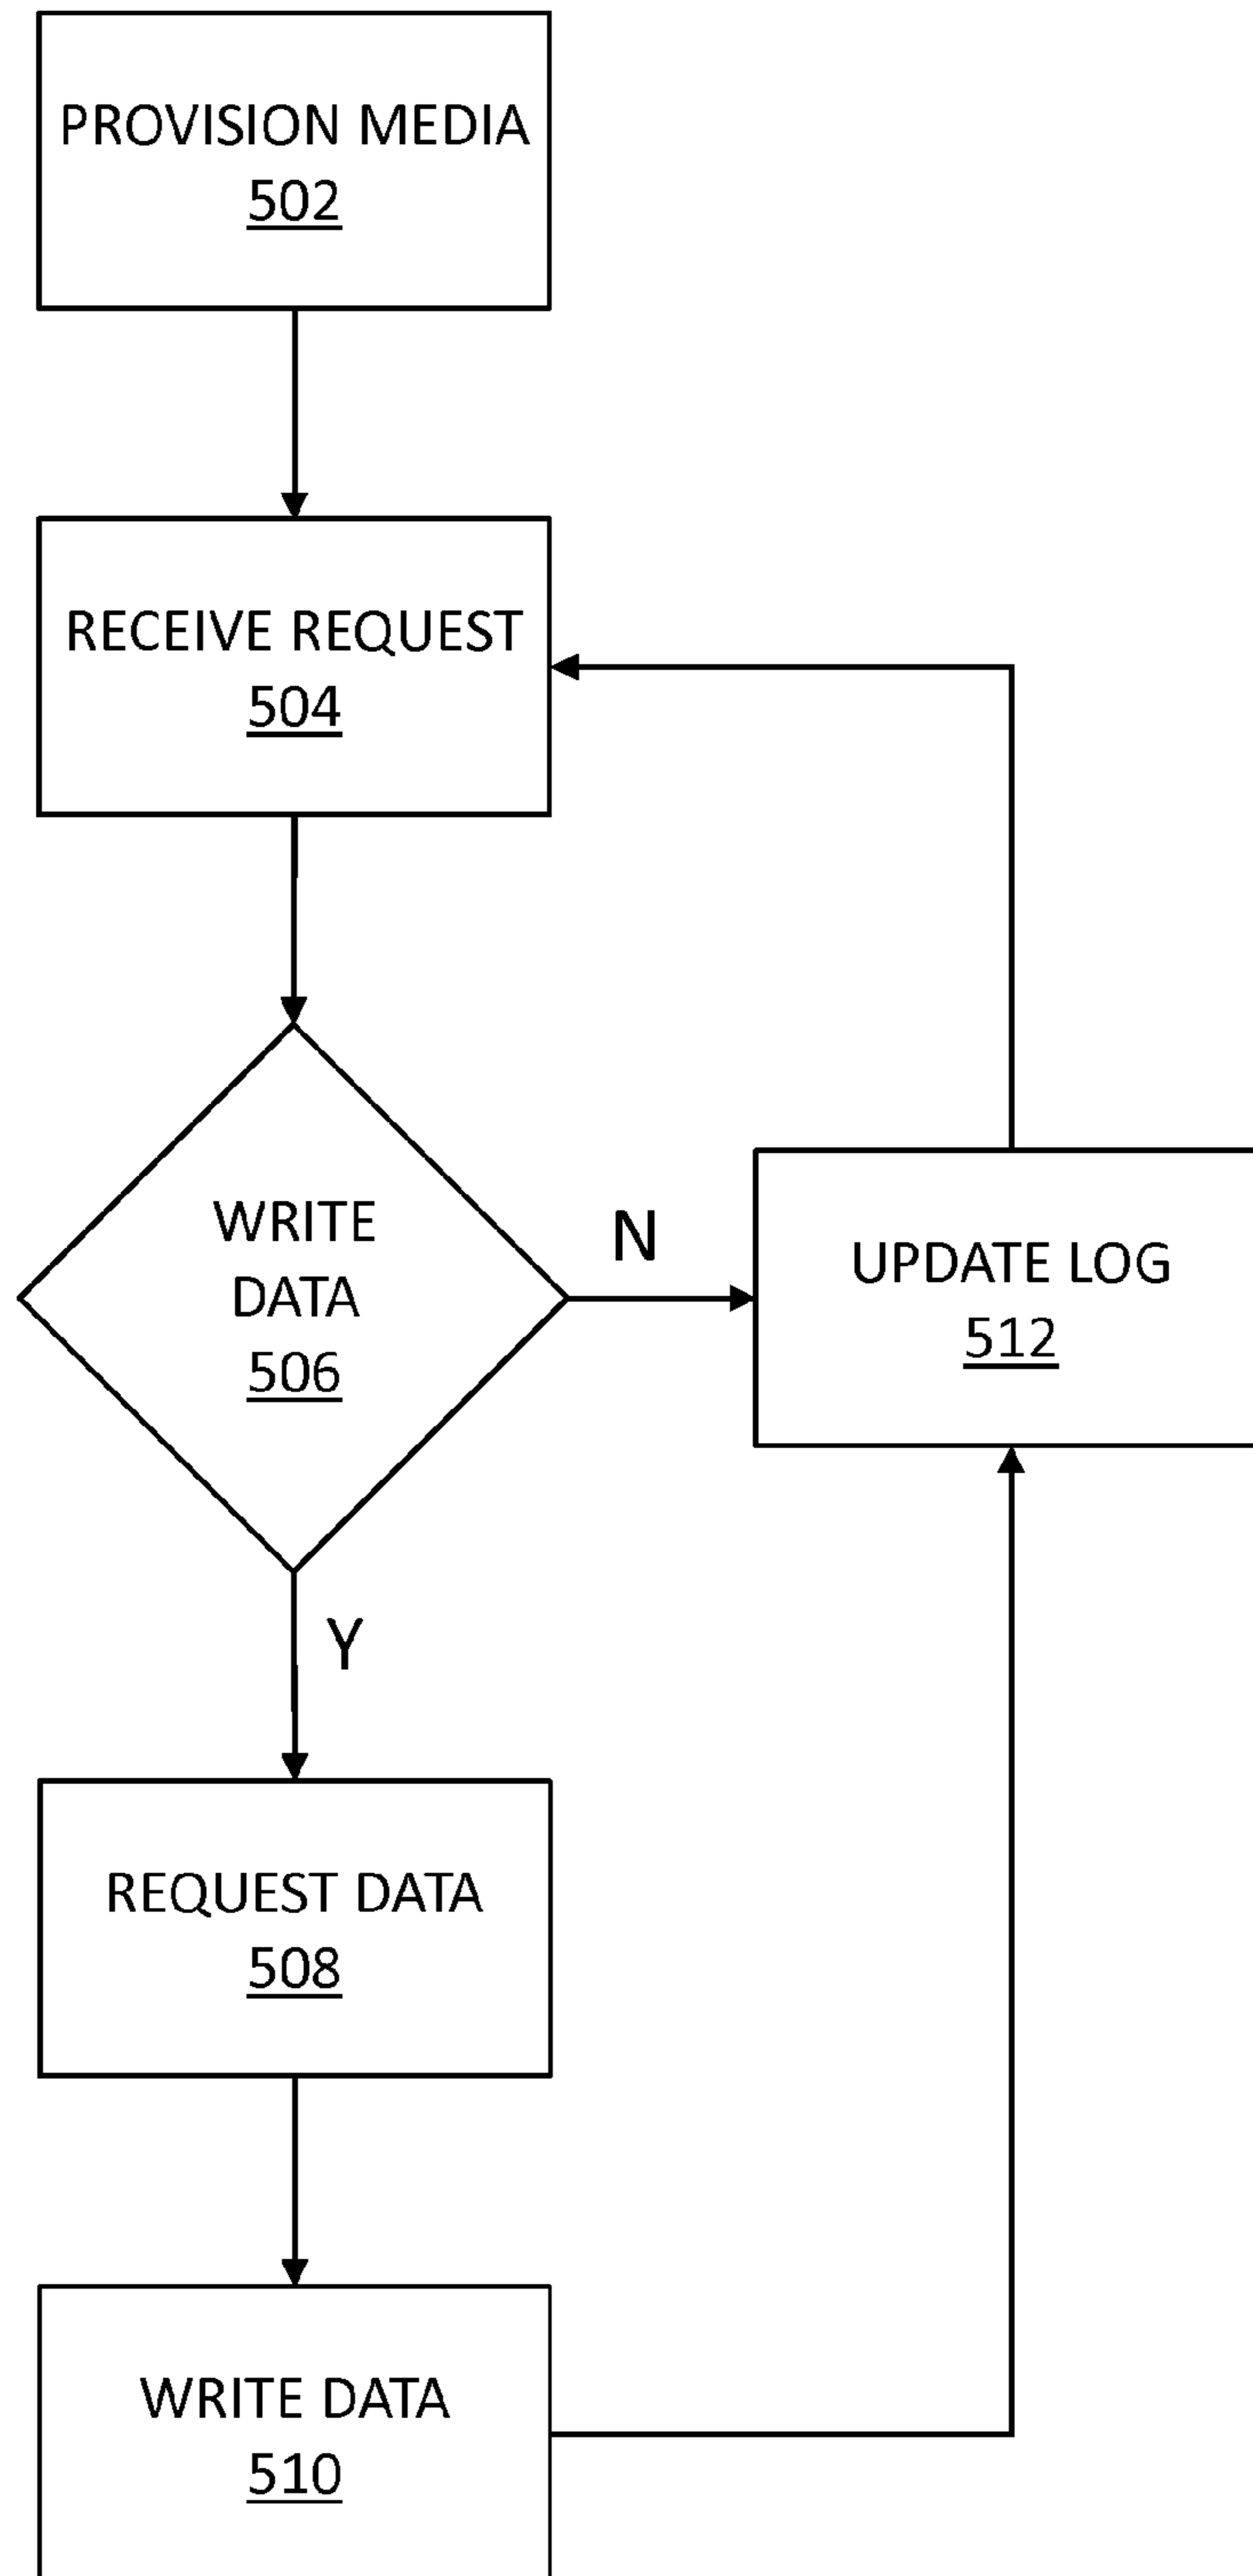 PROVISION MEDIA
502
RECEIVE REQUEST
504
WRITE
DATA
506
N
UPDATE LOG
512
Y
REQUEST DATA
508
WRITE DATA
510